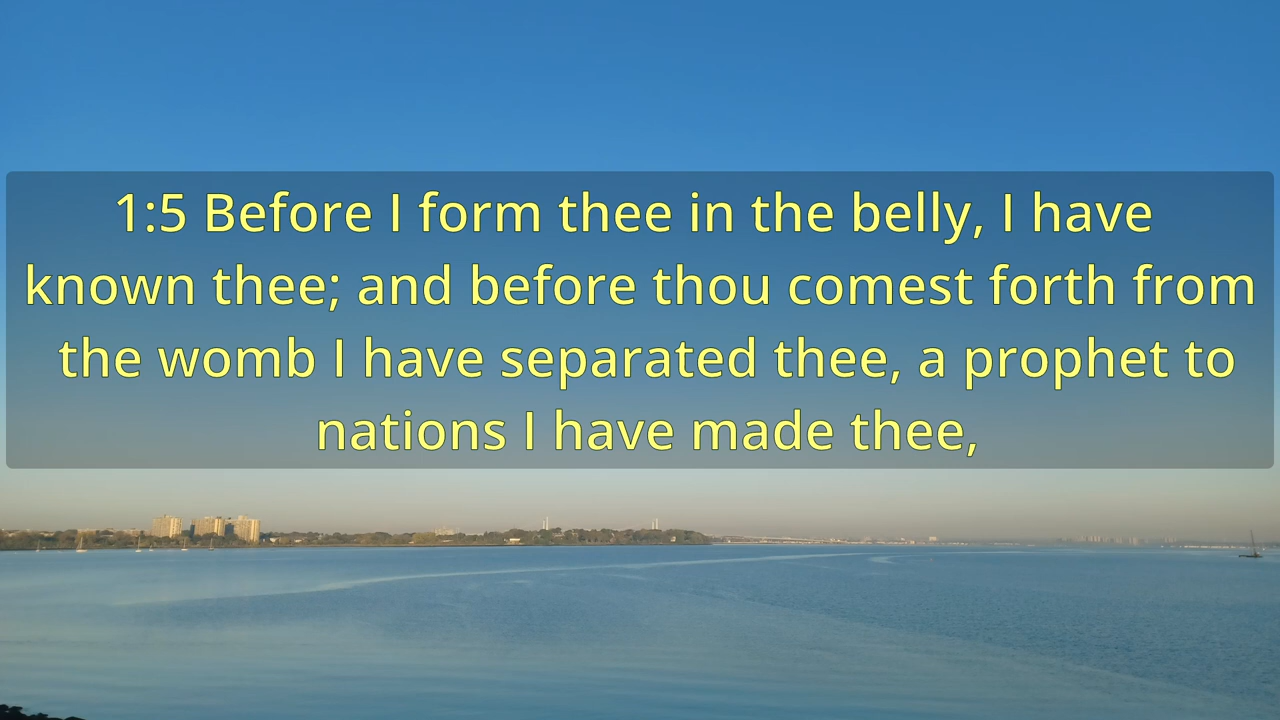 1:5 Before I form thee in the belly, I have
known thee; and before thou comest forth from
the womb I have separated thee, a prophet to
nations I have made thee,